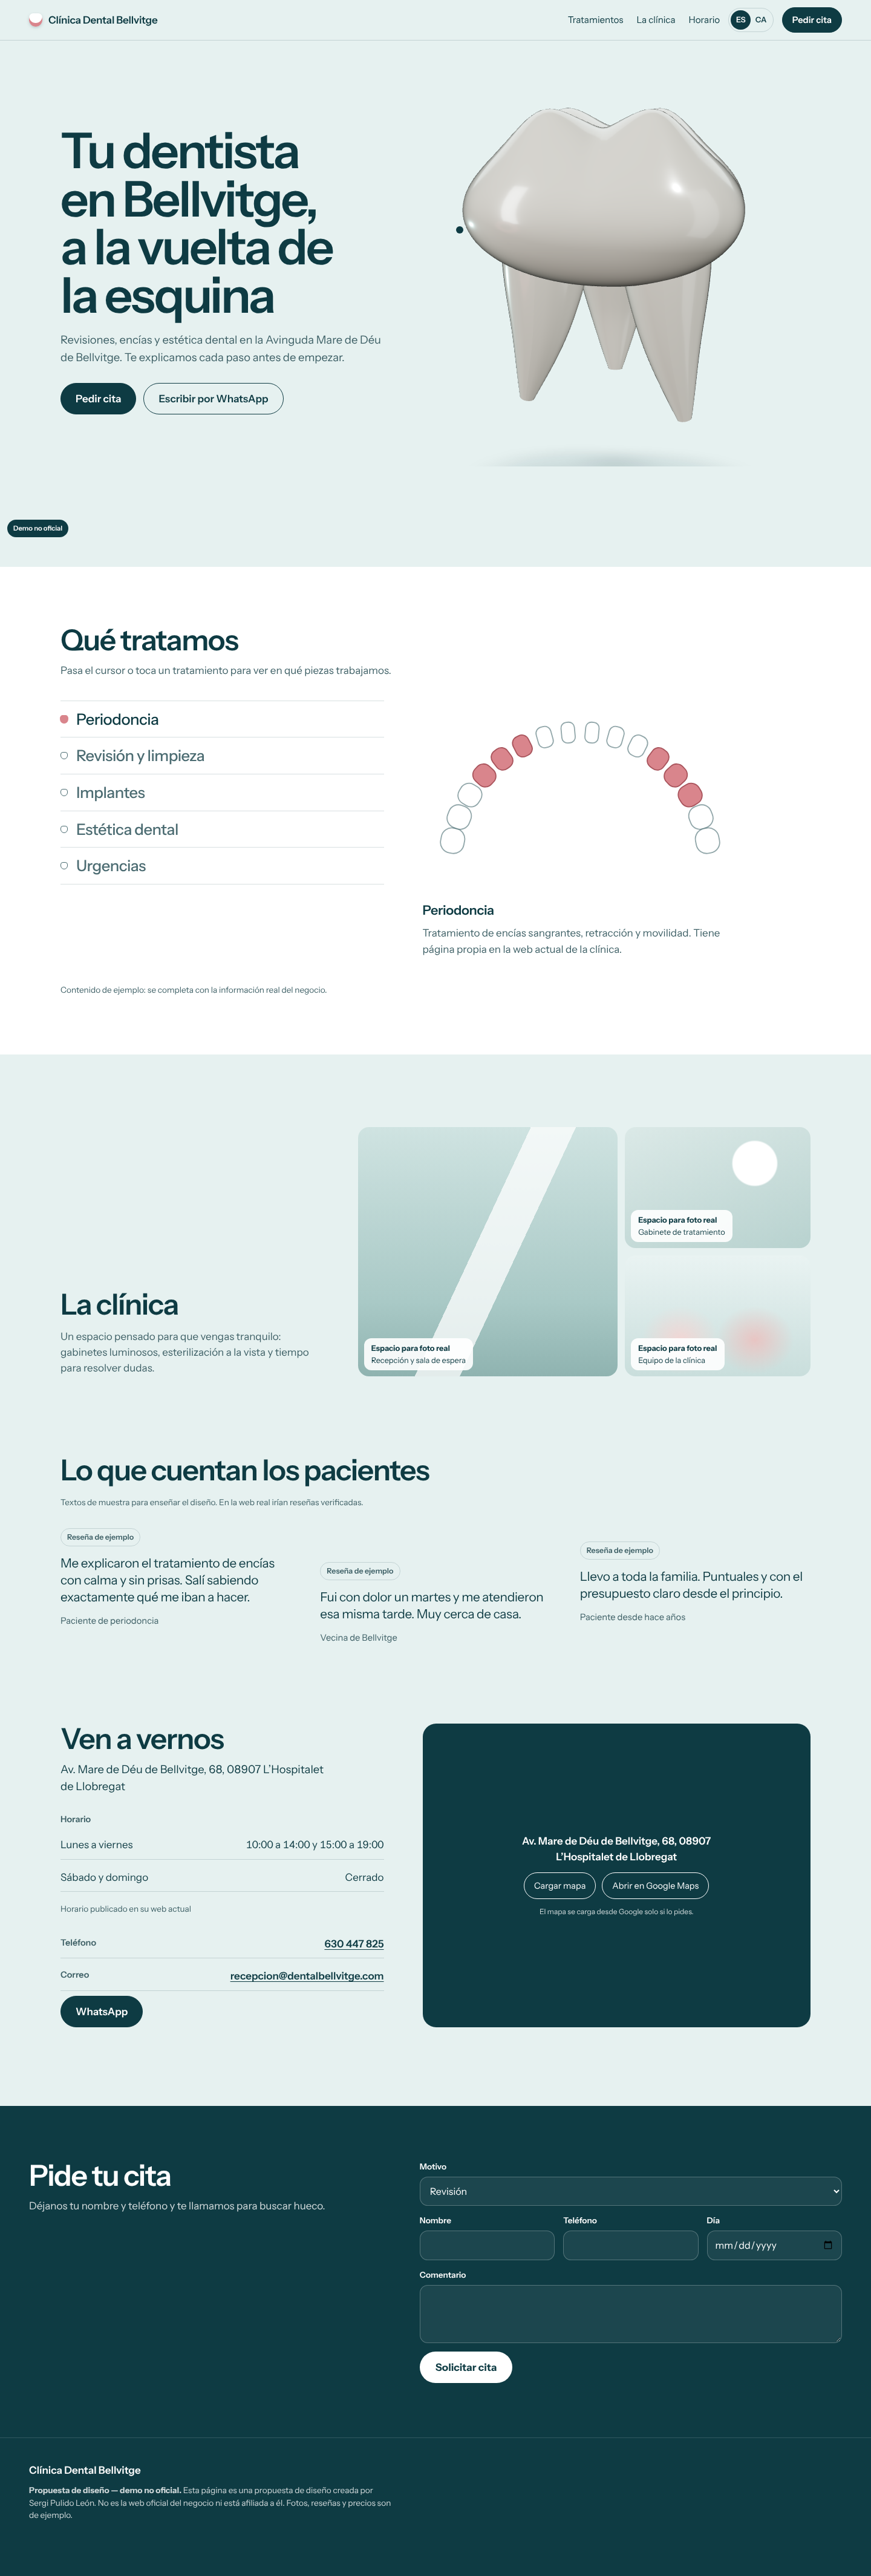 Clínica Dental Bellvitge
Tratamientos
La clínica
Horario
ES
CA
Pedir cita
Tu dentista
en Bellvitge,
a la vuelta de
la esquina
Revisiones, encías y estética dental en la Avinguda Mare de Déu
de Bellvitge. Te explicamos cada paso antes de empezar.
Pedir cita
Escribir por WhatsApp
Demo no oficial
Qué tratamos
Pasa el cursor o toca un tratamiento para ver en qué piezas trabajamos.
Periodoncia
Revisión y limpieza
Implantes
Estética dental
Urgencias
Periodoncia
Tratamiento de encías sangrantes, retracción y movilidad. Tiene
página propia en la web actual de la clínica.
Contenido de ejemplo: se completa con la información real del negocio.
La clínica
Un espacio pensado para que vengas tranquilo:
gabinetes luminosos, esterilización a la vista y tiempo
para resolver dudas.
Espacio para foto real
Recepción y sala de espera
Espacio para foto real
Gabinete de tratamiento
Espacio para foto real
Equipo de la clínica
Lo que cuentan los pacientes
Textos de muestra para enseñar el diseño. En la web real irían reseñas verificadas.
Reseña de ejemplo
Me explicaron el tratamiento de encías
con calma y sin prisas. Salí sabiendo
exactamente qué me iban a hacer.
Paciente de periodoncia
Reseña de ejemplo
Fui con dolor un martes y me atendieron
esa misma tarde. Muy cerca de casa.
Vecina de Bellvitge
Reseña de ejemplo
Llevo a toda la familia. Puntuales y con el
presupuesto claro desde el principio.
Paciente desde hace años
Ven a vernos
Av. Mare de Déu de Bellvitge, 68, 08907 L'Hospitalet
de Llobregat
Horario
Lunes a viernes
10:00 a 14:00 y 15:00 a 19:00
Sábado y domingo
Cerrado
Horario publicado en su web actual
Teléfono
630 447 825
Correo
recepcion@dentalbellvitge.com
WhatsApp
Av. Mare de Déu de Bellvitge, 68, 08907
L'Hospitalet de Llobregat
Cargar mapa
Abrir en Google Maps
El mapa se carga desde Google solo si lo pides.
Pide tu cita
Déjanos tu nombre y teléfono y te llamamos para buscar hueco.
Motivo
Revisión
Nombre
Teléfono
Día
mm/dd/yyyy
Comentario
Solicitar cita
Clínica Dental Bellvitge
Propuesta de diseño — demo no oficial. Esta página es una propuesta de diseño creada por
Sergi Pulido León. No es la web oficial del negocio ni está afiliada a él. Fotos, reseñas y precios son
de ejemplo.